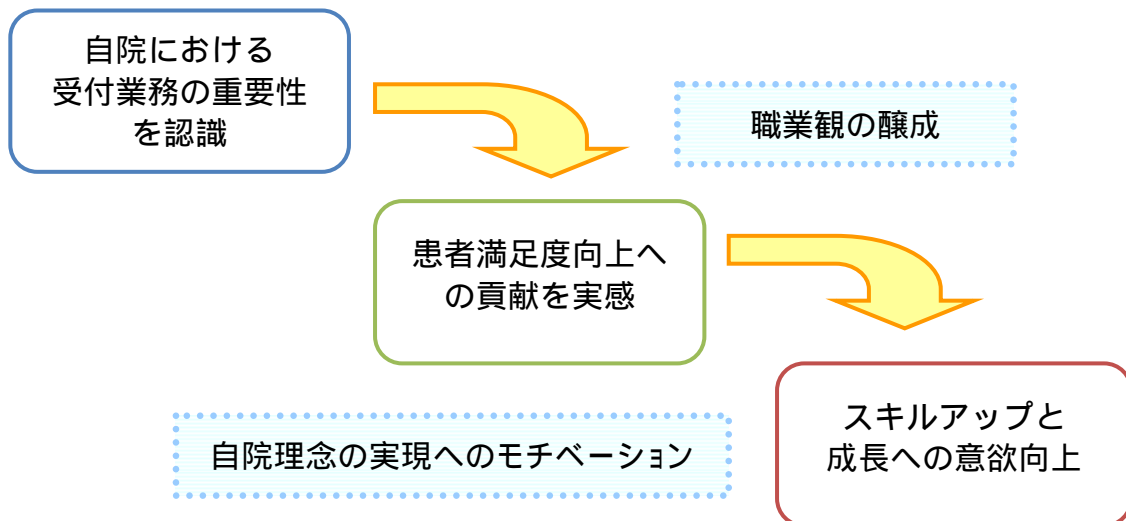 自院における
受付業務の重要性
を認識
職業観の醸成
患者満足度向上へ
の貢献を実感
スキルアップと
成長への意欲向上
自院理念の実現へのモチベーション